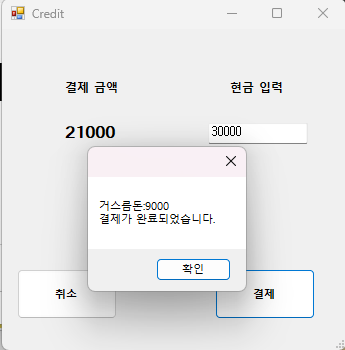 Credit
결제 금액
현금 입력
21000
30000
거스름돈:9000
결제가 완료되었습니다.
확인
취소
결제